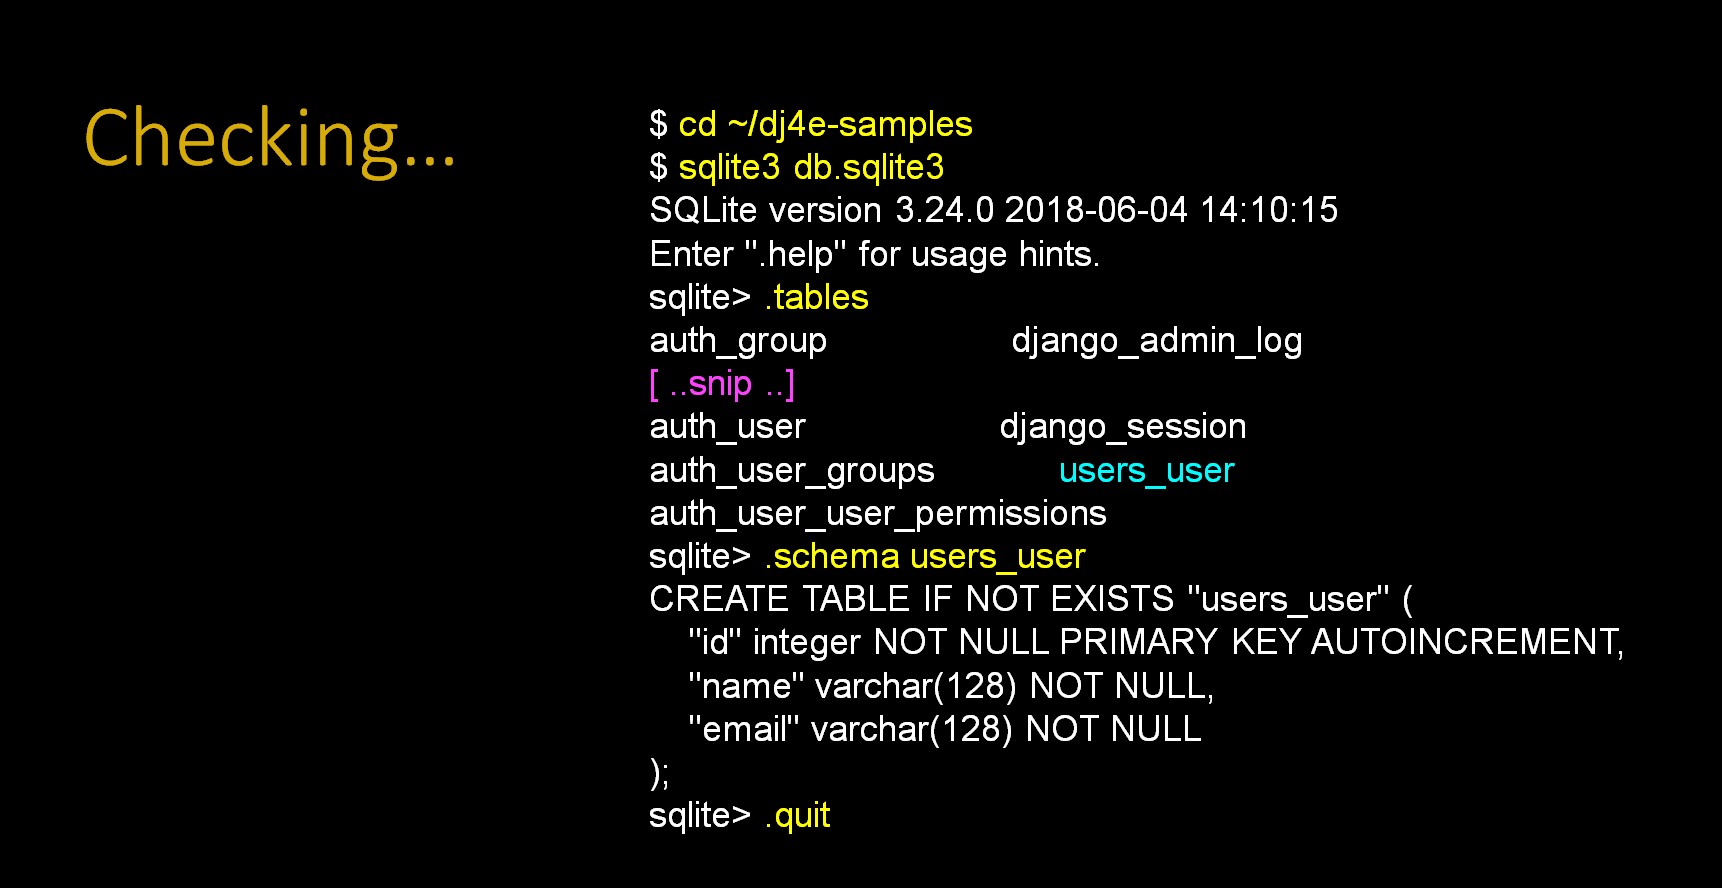 Checking...
$ cd ~/dj4e-samples
$ sqlite3 db.sqlite3
SQLite version 3.24.0 2018-06-04 14:10:15
Enter ".help" for usage hints.
sqlite> .tables
auth_group django_admin_log
[ ..snip ..]
auth_user django_session
auth_user_groups users_user
auth_user_user_permissions
sqlite> .schema users_user
CREATE TABLE IF NOT EXISTS "users_user" (
"id" integer NOT NULL PRIMARY KEY AUTOINCREMENT,
"name" varchar(128) NOT NULL,
"email" varchar(128) NOT NULL
);
sqlite> .quit